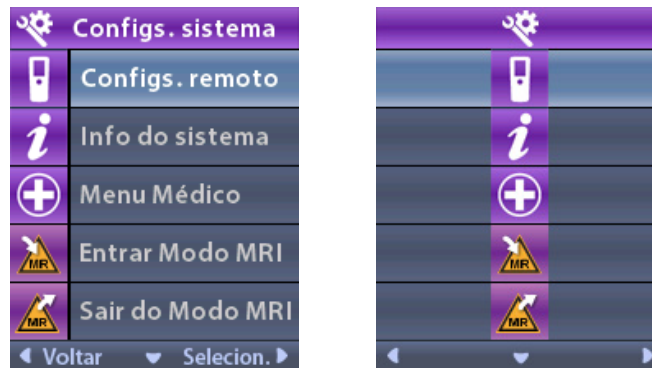 Configs. sistema
Configs. remoto
Info do sistema
Menu Médico
MR Entrar Modo MRI
MR Sair do Modo MRI
Voltar Selecion.
MR
MR